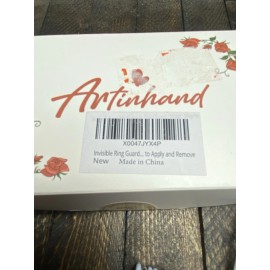 Artinhand
X0047JYX4P
Invisible Ring Guard... to Apply and Remove
New Made in China